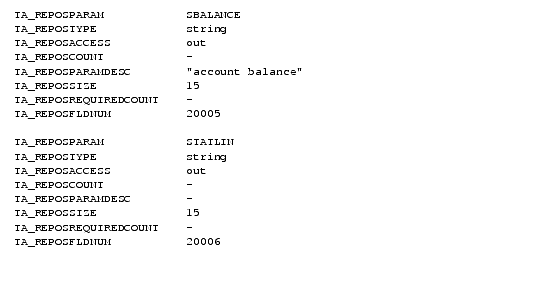 TA_REPOSPARAM SBALANCE
TA_REPOSTYPE string
TA_REPOSACCESS out
TA_REPOSCOUNT -
TA_REPOSPARAMDESC "account balance"
TA_REPOSSIZE 15
TA_REPOSREQUIREDCOUNT -
TA_REPOSFLDNUM 20005
TA_REPOSPARAM STATLIN
TA_REPOSTYPE string
TA_REPOSACCESS out
TA_REPOSCOUNT -
TA_REPOSPARAMDESC -
TA_REPOSSIZE 15
TA_REPOSREQUIREDCOUNT -
TA_REPOSFLDNUM 20006